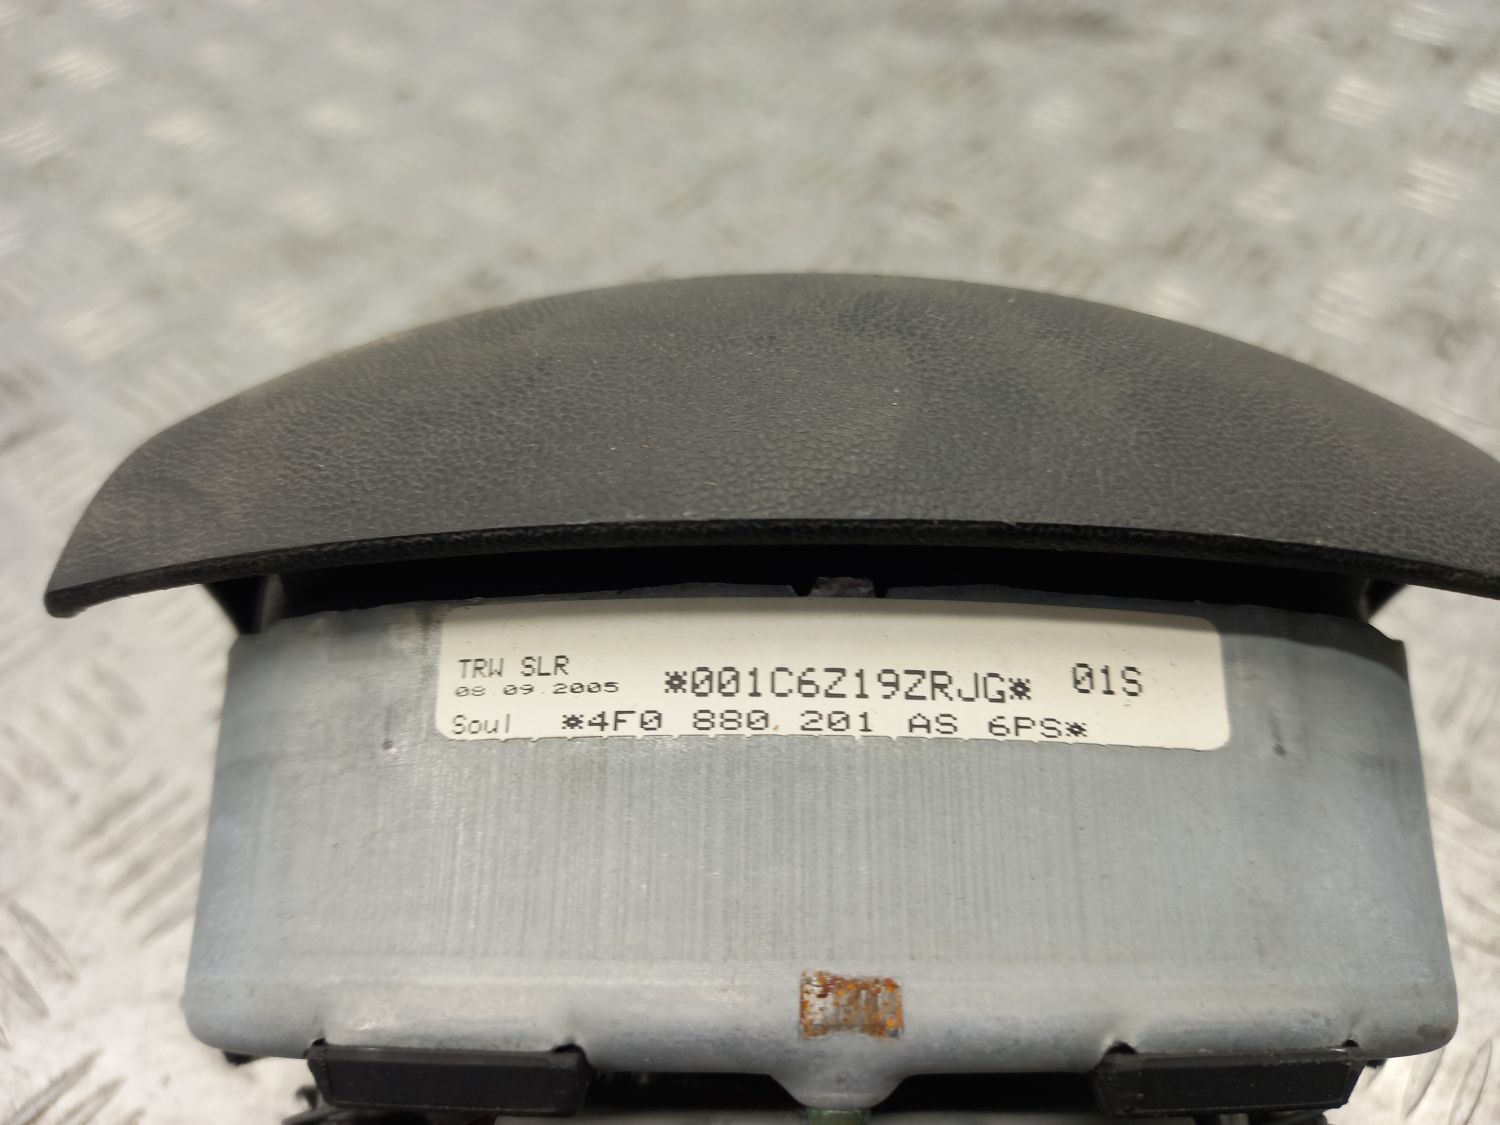 TRW SLR
08.09.2005
*001C6Z19ZRJG* 01S
Soul *4F0 880.201 AS 6PS*